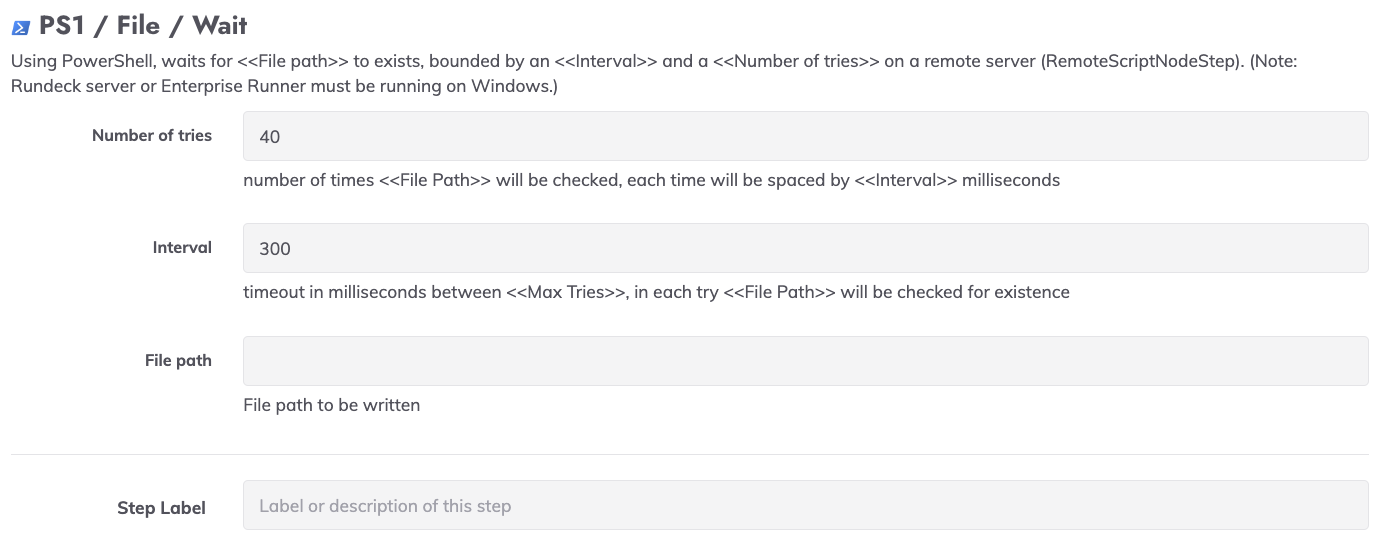 PS1 / File / Wait
Using PowerShell, waits for <<File path>> to exists, bounded by an <<Interval>> and a <<Number of tries>> on a remote server (RemoteScriptNodeStep). (Note:
Rundeck server or Enterprise Runner must be running on Windows.)
Number of tries
40
number of times <<File Path>> will be checked, each time will be spaced by <<Interval>> milliseconds
Interval
300
timeout in milliseconds between <<Max Tries>>, in each try <<File Path>> will be checked for existence
File path
File path to be written
Step Label
Label or description of this step